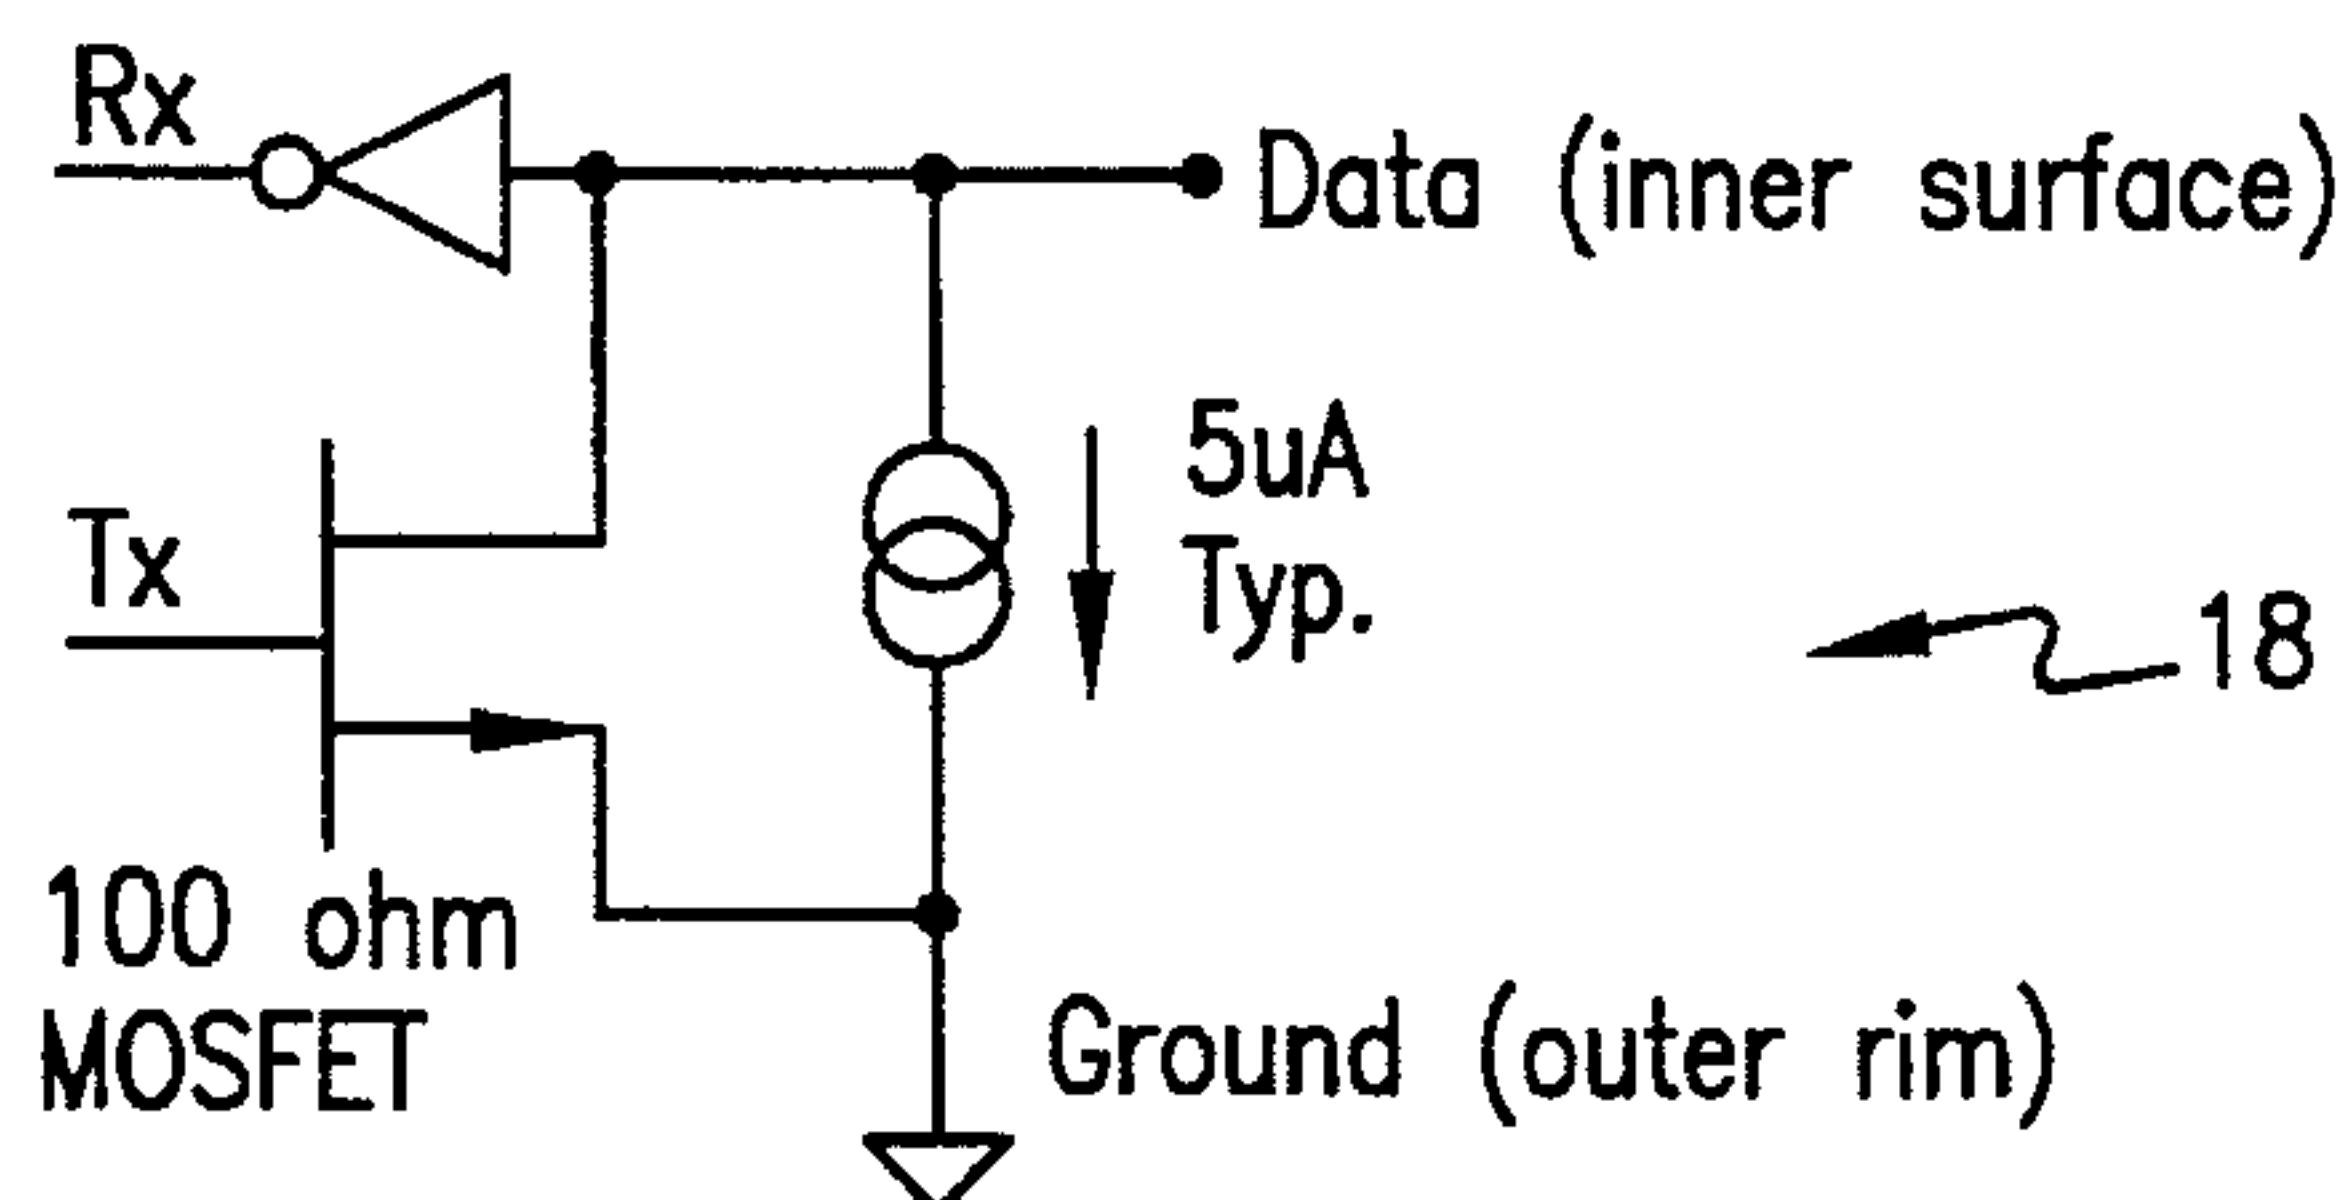 Rx
Data (inner surface)
5uA
Typ.
Tx
18
100 ohm
MOSFET
Ground (outer rim)